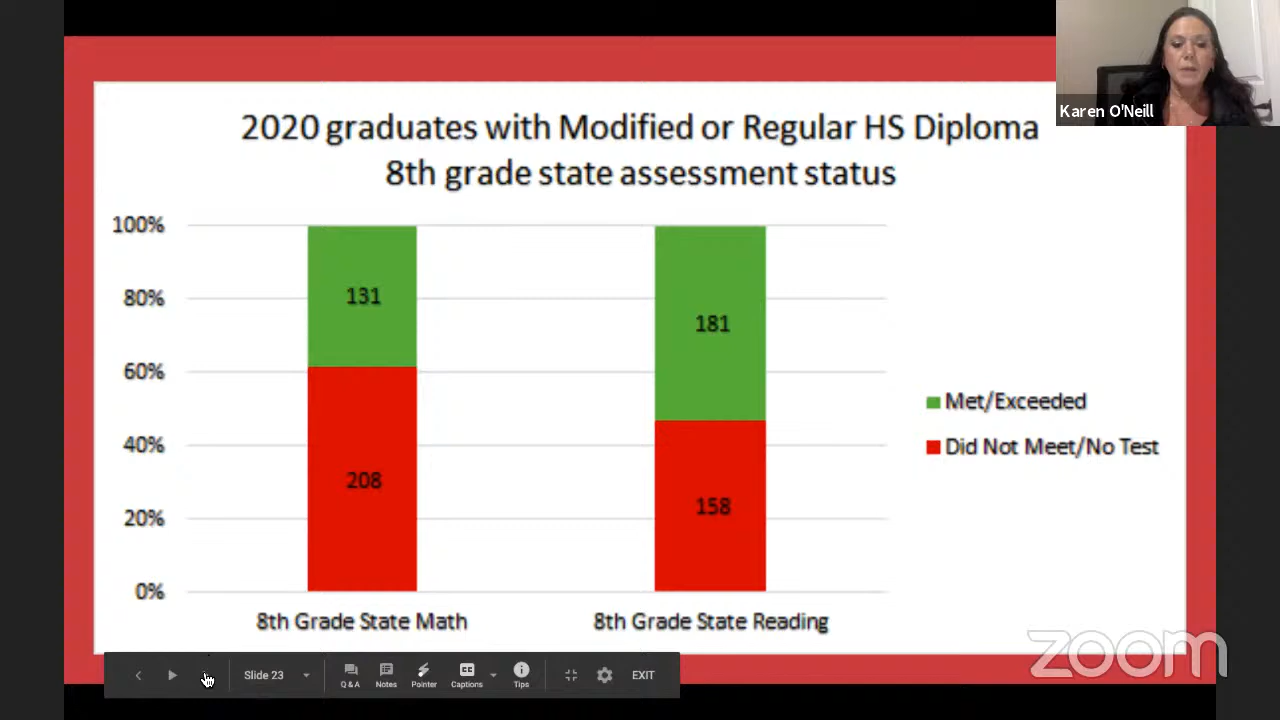 Karen O'Neill
2020 graduates with Modified or Regular HS Diploma
8th grade state assessment status
100%
80%
60%
40%
20%
0%
131
208
181
158
Met/Exceeded
Did Not Meet/No Test
8th Grade State Math
8th Grade State Reading
Slide 23
Q & A
Notes
Pointer
Captions
Tips
EXIT
zoom